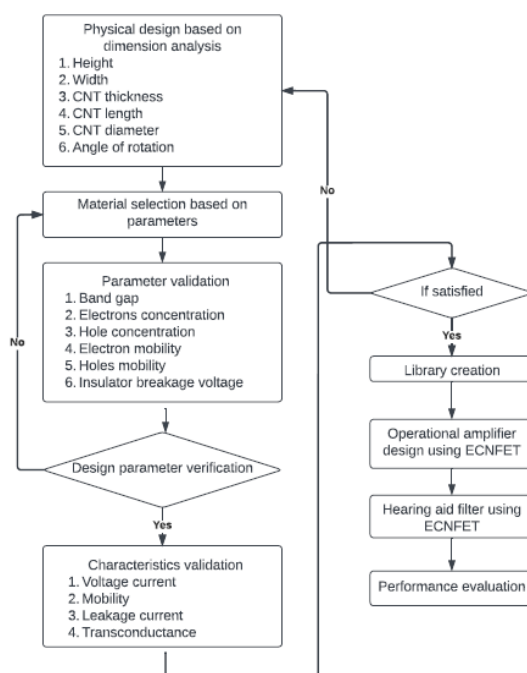 Physical design based on
dimension analysis
1. Height
2. Width
3. CNT thickness
4. CNT length
5. CNT diameter
6. Angle of rotation
Material selection based on
parameters
Parameter validation
1. Band gap
2. Electrons concentration
3. Hole concentration
4. Electron mobility
5. Holes mobility
6. Insulator breakage voltage
No
Design parameter verification
Yes
Characteristics validation
1. Voltage current
2. Mobility
3. Leakage current
4. Transconductance
No
If satisfied
Yes
Library creation
Operational amplifier
design using ECNFET
Hearing aid filter using
ECNFET
Performance evaluation